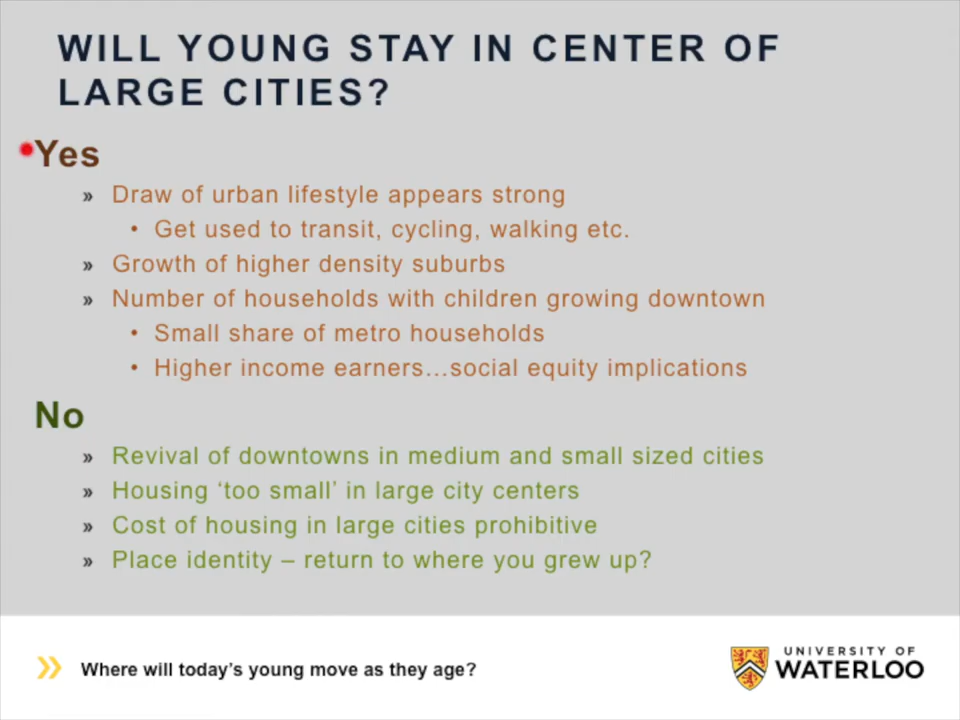 WILL YOUNG STAY IN CENTER OF
LARGE CITIES?
Yes
» Draw of urban lifestyle appears strong
• Get used to transit, cycling, walking etc.
» Growth of higher density suburbs
» Number of households with children growing downtown
• Small share of metro households
• Higher income earners…social equity implications
No
» Revival of downtowns in medium and small sized cities
» Housing ‘too small’ in large city centers
» Cost of housing in large cities prohibitive
» Place identity – return to where you grew up?
Where will today’s young move as they age?
UNIVERSITY OF
WATERLOO